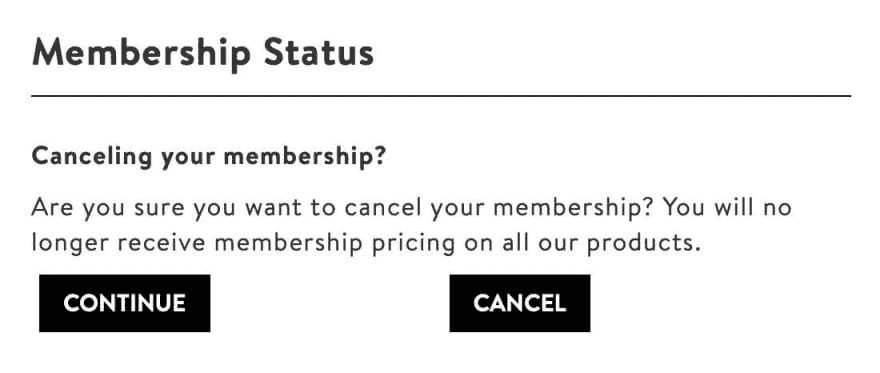 Membership Status
Canceling your membership?
Are you sure you want to cancel your membership? You will no
longer receive membership pricing on all our products.
CONTINUE
CANCEL